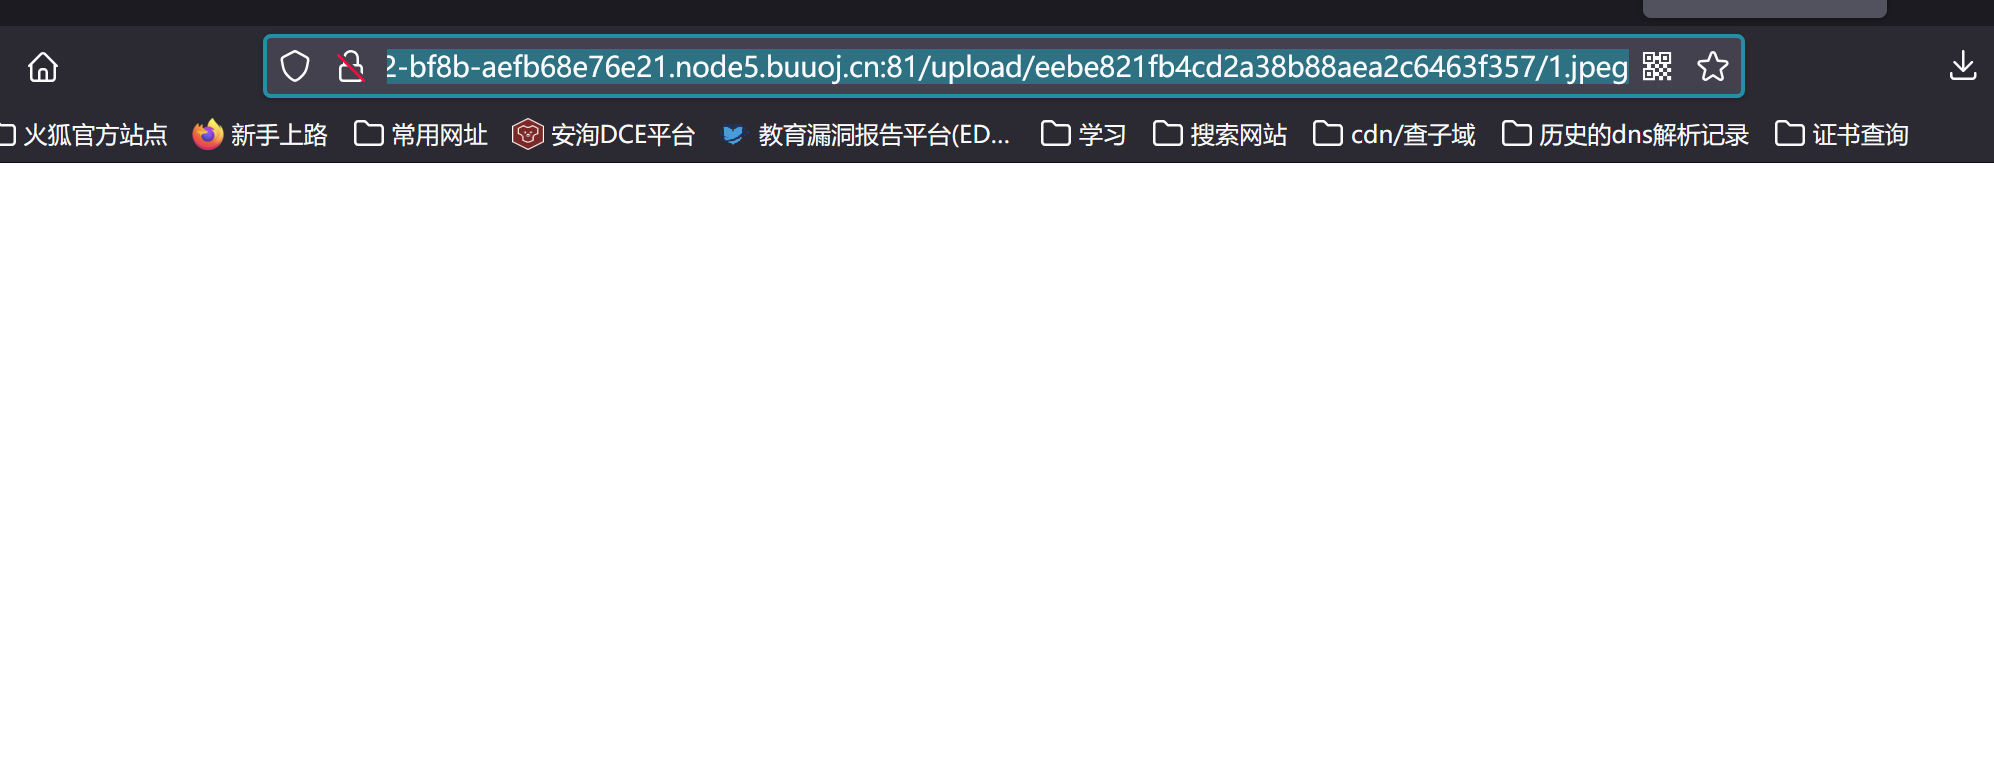 2-bf8b-aefb68e76e21.node5.buuoj.cn:81/upload/eebe821fb4cd2a38b88aea2c6463f357/1.jpeg
火狐官方站点 新手上路 常用网址 安洵DCE平台 教育漏洞报告平台(ED... 学习 搜索网站 cdn/查子域 历史的dns解析记录 证书查询